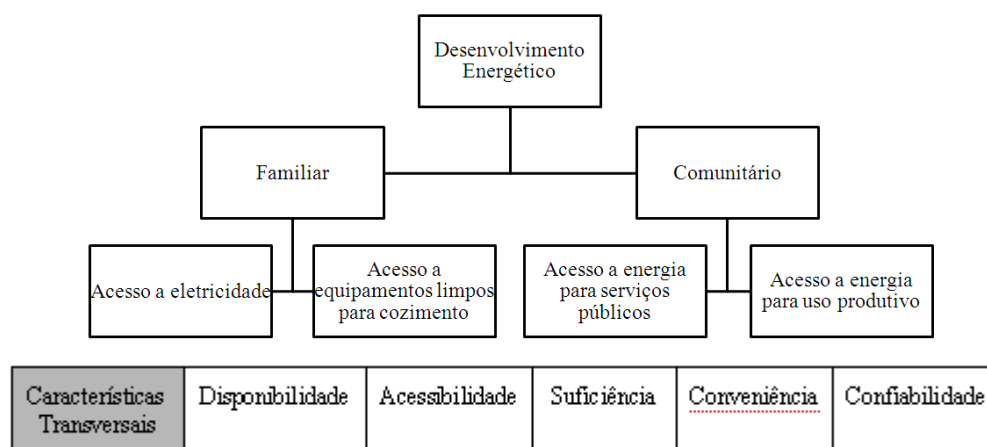 Desenvolvimento
Energético
Familiar
Comunitário
Acesso a eletricidade
Acesso a
equipamentos limpos
para cozimento
Acesso a energia
para serviços
públicos
Acesso a energia
para uso produtivo
Características
Transversais
Disponibilidade
Acessibilidade
Suficiência
Conveniência
Confiabilidade